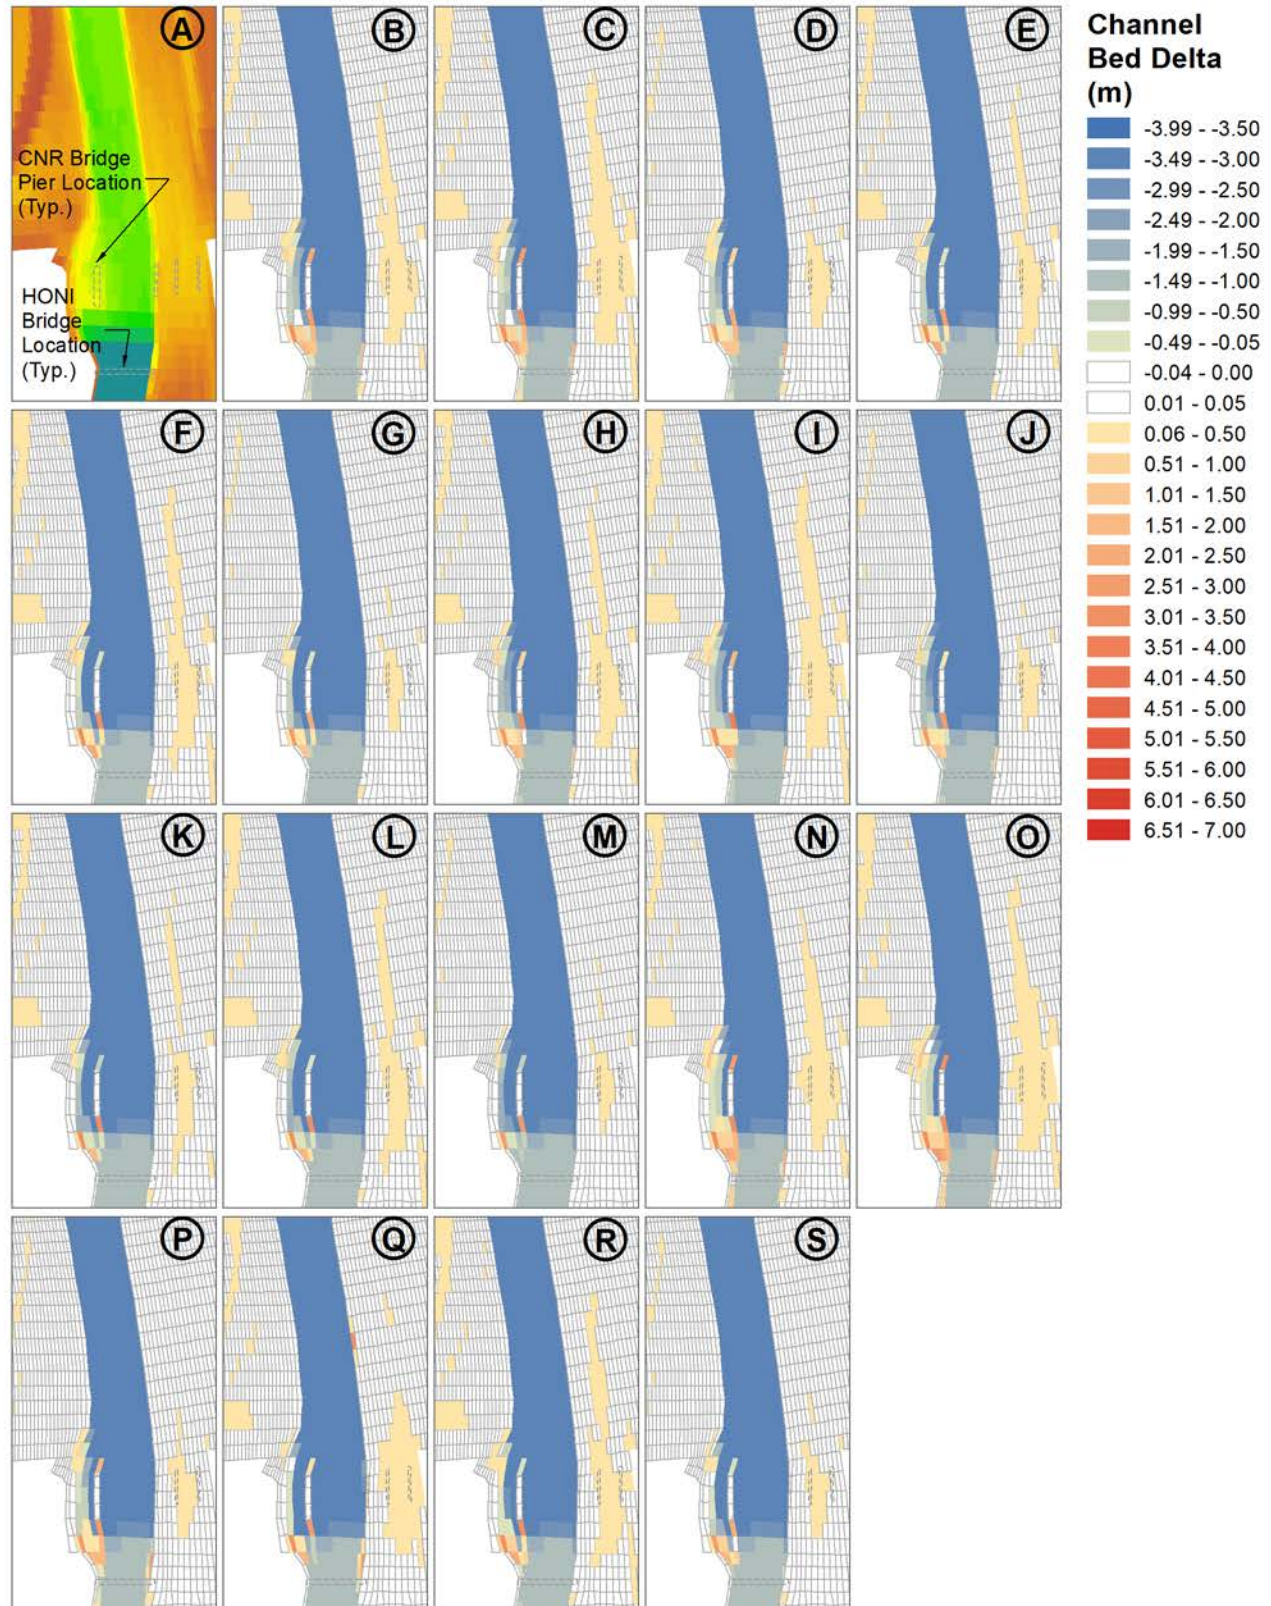 A
B
C
D
E
CNR Bridge
Pier Location
(Typ.)
HONI
Bridge
Location
(Typ.)
F
G
H
I
J
K
L
M
N
O
P
Q
R
S
Channel
Bed Delta
(m)
-3.99 - -3.50
-3.49 - -3.00
-2.99 - -2.50
-2.49 - -2.00
-1.99 - -1.50
-1.49 - -1.00
-0.99 - -0.50
-0.49 - -0.05
-0.04 - 0.00
0.01 - 0.05
0.06 - 0.50
0.51 - 1.00
1.01 - 1.50
1.51 - 2.00
2.01 - 2.50
2.51 - 3.00
3.01 - 3.50
3.51 - 4.00
4.01 - 4.50
4.51 - 5.00
5.01 - 5.50
5.51 - 6.00
6.01 - 6.50
6.51 - 7.00